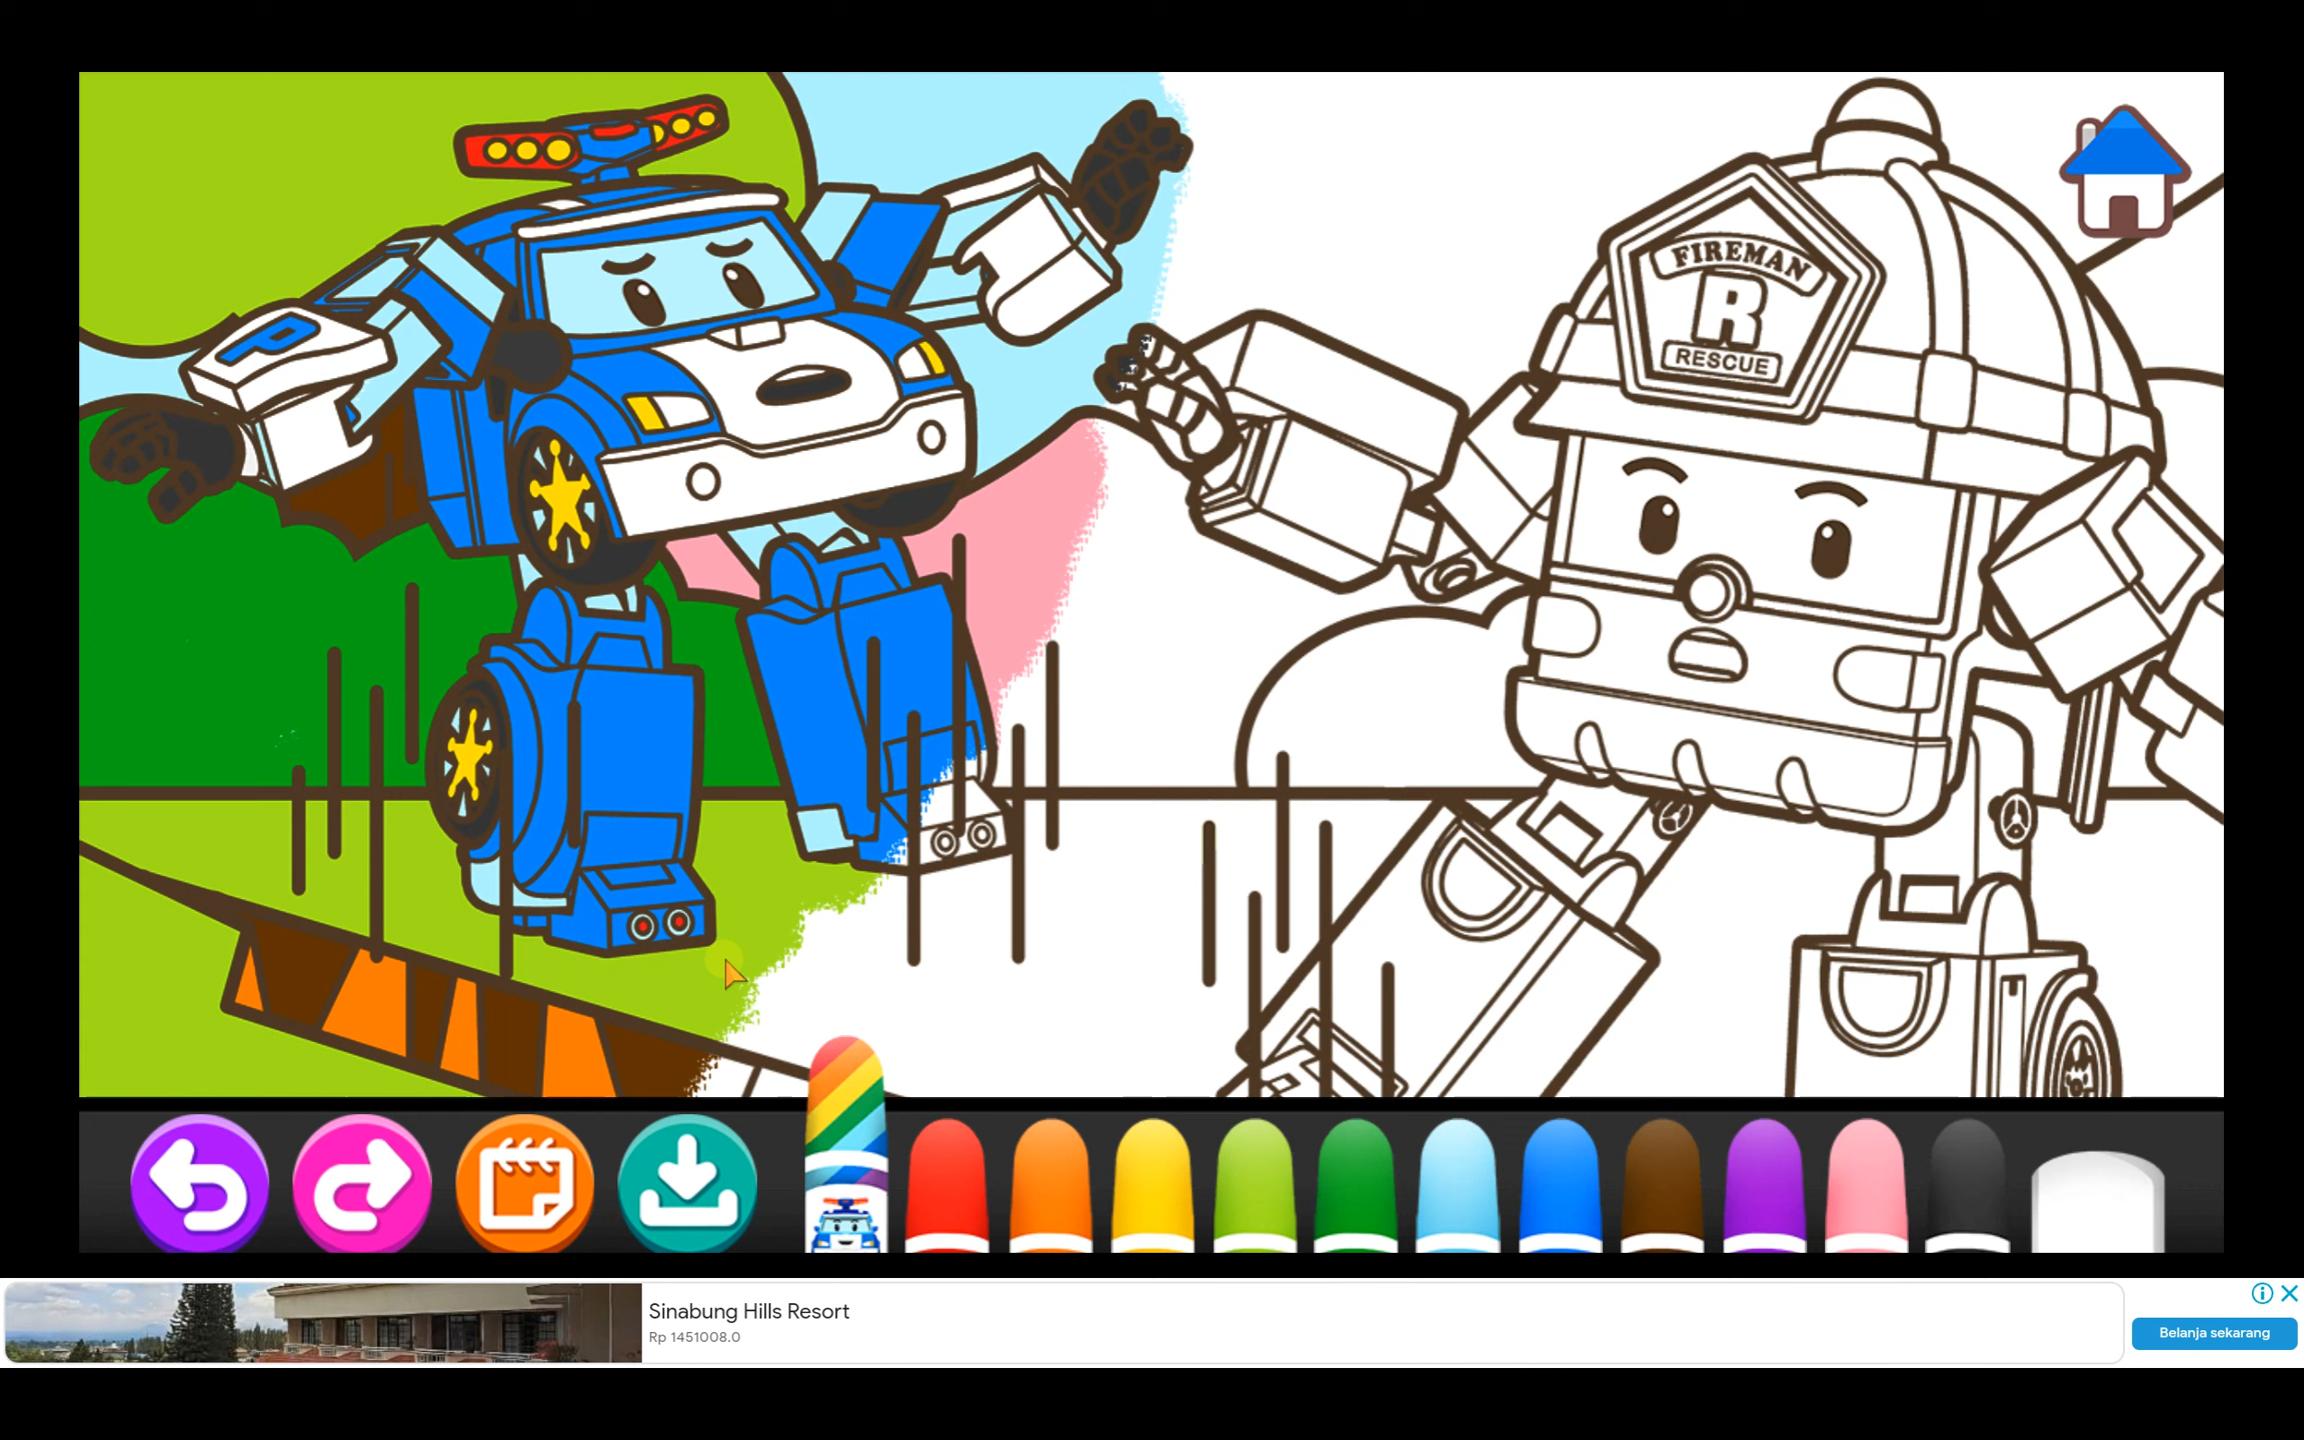 P
FIREMAN
R
RESCUE
Sinabung Hills Resort
Rp 1451008.0
Belanja sekarang